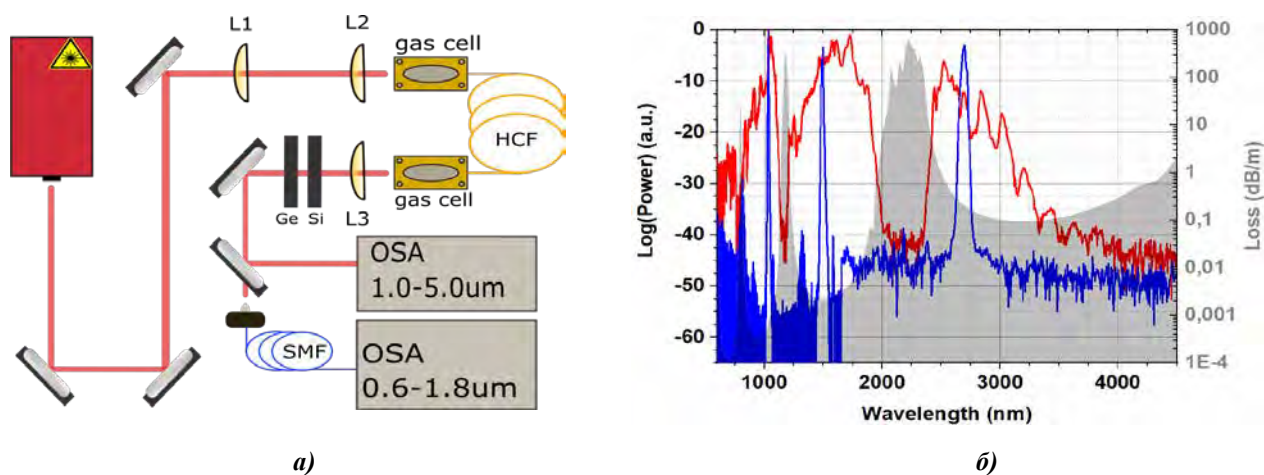 L1
L2
gas cell
HCF
Ge
Si
L3
gas cell
OSA
1.0-5.0um
SMF
OSA
0.6-1.8um
а)
Log(Power) (a.u.)
0
-10
-20
-30
-40
-50
-60
1000
100
10
1
0,1
0,01
0,001
1E-4
Loss (dB/m)
1000
2000
3000
4000
Wavelength (nm)
б)